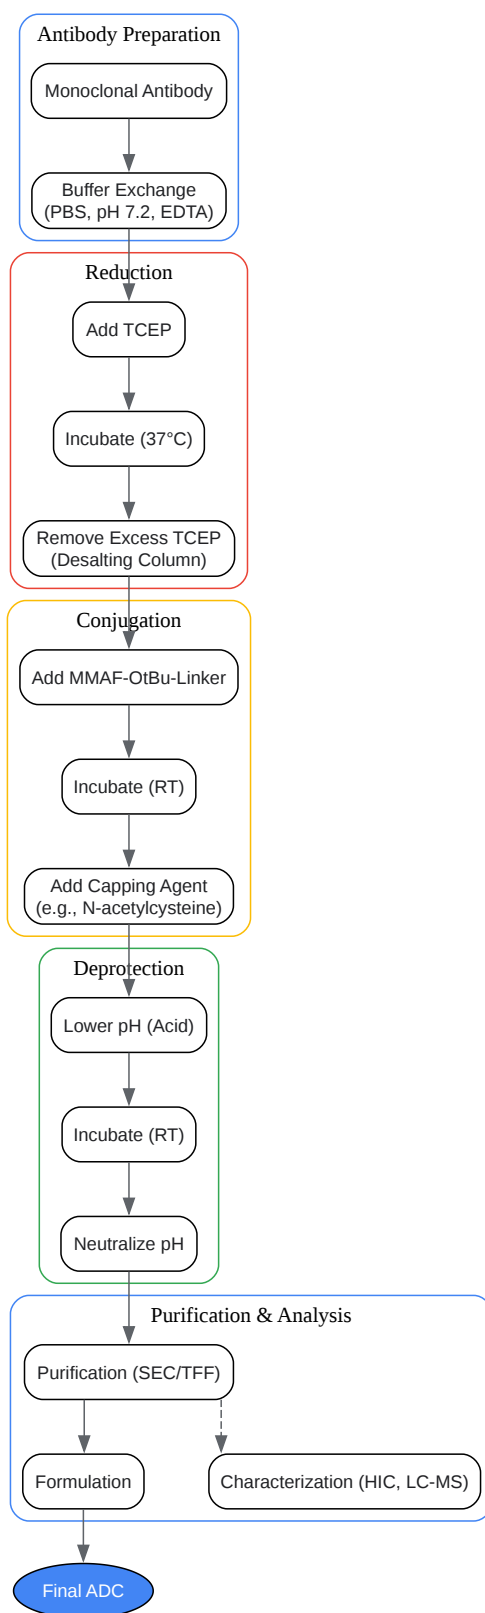 Antibody Preparation
Monoclonal Antibody
Buffer Exchange
(PBS, pH 7.2, EDTA)
Reduction
Add TCEP
Incubate (37°C)
Remove Excess TCEP
(Desalting Column)
Conjugation
Add MMAF-OtBu-Linker
Incubate (RT)
Add Capping Agent
(e.g., N-acetylcysteine)
Deprotection
Lower pH (Acid)
Incubate (RT)
Neutralize pH
Purification & Analysis
Purification (SEC/TFF)
Formulation
Characterization (HIC, LC-MS)
Final ADC